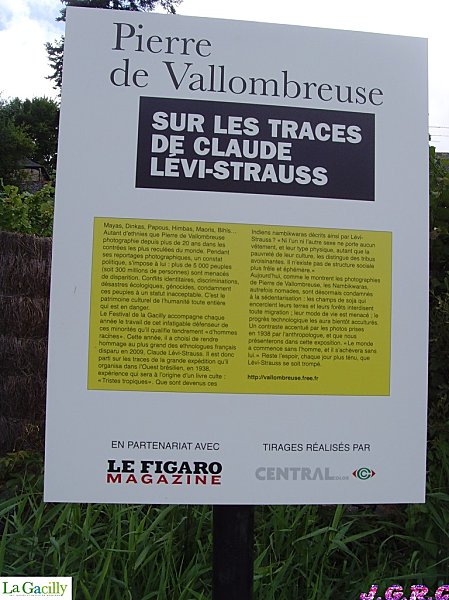 Pierre
de Vallombreuse
SUR LES TRACES
DE CLAUDE
LÉVI-STRAUSS
Mayas, Dinkas, Papous, Himbas, Maoris, Bihls...
Autant d'ethnies que Pierre de Vallombreuse
photographie depuis plus de 20 ans dans les
contrées les plus reculées du monde. Pendant
ses reportages photographiques, un constat
politique, s'impose à lui : plus de 5 000 peuples
(soit 300 millions de personnes) sont menacés
de disparition. Conflits identitaires, discriminations,
désastres écologiques, génocides, condamnent
ces peuples à un statut inacceptable. C'est le
patrimoine culturel de l'humanité toute entière
qui est en danger.
Le Festival de la Gacilly accompagne chaque
année le travail de cet infatigable défenseur de
ces minorités qu'il qualifie tendrement « d'hommes
racines » . Cette année, il a choisi de rendre
hommage au plus grand des ethnologues français
disparu en 2009, Claude Lévi-Strauss. Il est donc
parti sur les traces de la grande expédition qu'il
organisa dans l'Ouest brésilien, en 1938,
expérience qui sera à l'origine d'un livre culte :
« Tristes tropiques ». Que sont devenus ces
Indiens nambikwaras décrits ainsi par Lévi-
Strauss ? « Ni l'un ni l'autre sexe ne porte aucun
vêtement, et leur type physique, autant que la
pauvreté de leur culture, les distingue des tribus
avoisinantes. Il n'existe pas de structure sociale
plus frêle et éphémère.»
Aujourd'hui, comme le montrent les photographies
de Pierre de Vallombreuse, les Nambikwaras,
autrefois nomades, sont désormais condamnés
à la sédentarisation : les champs de soja qui
encerclent leurs terres et leurs forêts interdisent
toute migration ; leur mode de vie est menacé ; le
progrès technologique les aura bientôt acculturés.
Un contraste accentué par les photos prises
en 1938 par l'anthropologue, et que nous
présenterons dans cette exposition. « Le monde
a commencé sans l'homme, et il s'achèvera sans
lui ». Reste l'espoir, chaque jour plus ténu, que
Lévi-Strauss se soit trompé.
http://vallombreuse.free.fr
EN PARTENARIAT AVEC
LE FIGARO
MAGAZINE
TIRAGES RÉALISÉS PAR
CENTRAL COLOR
La Gacilly
J.G.R.C